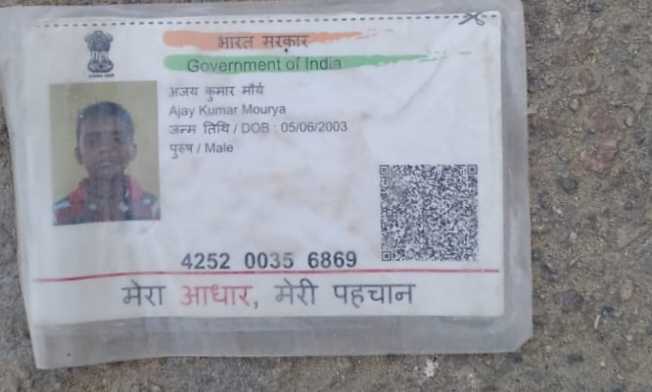 भारत सरकार
Government of India
अजय कुमार मौर्य
Ajay Kumar Mourya
जन्म तिथि / DOB : 05/06/2003
पुरुष / Male
4252 0035 6869
मेरा आधार, मेरी पहचान